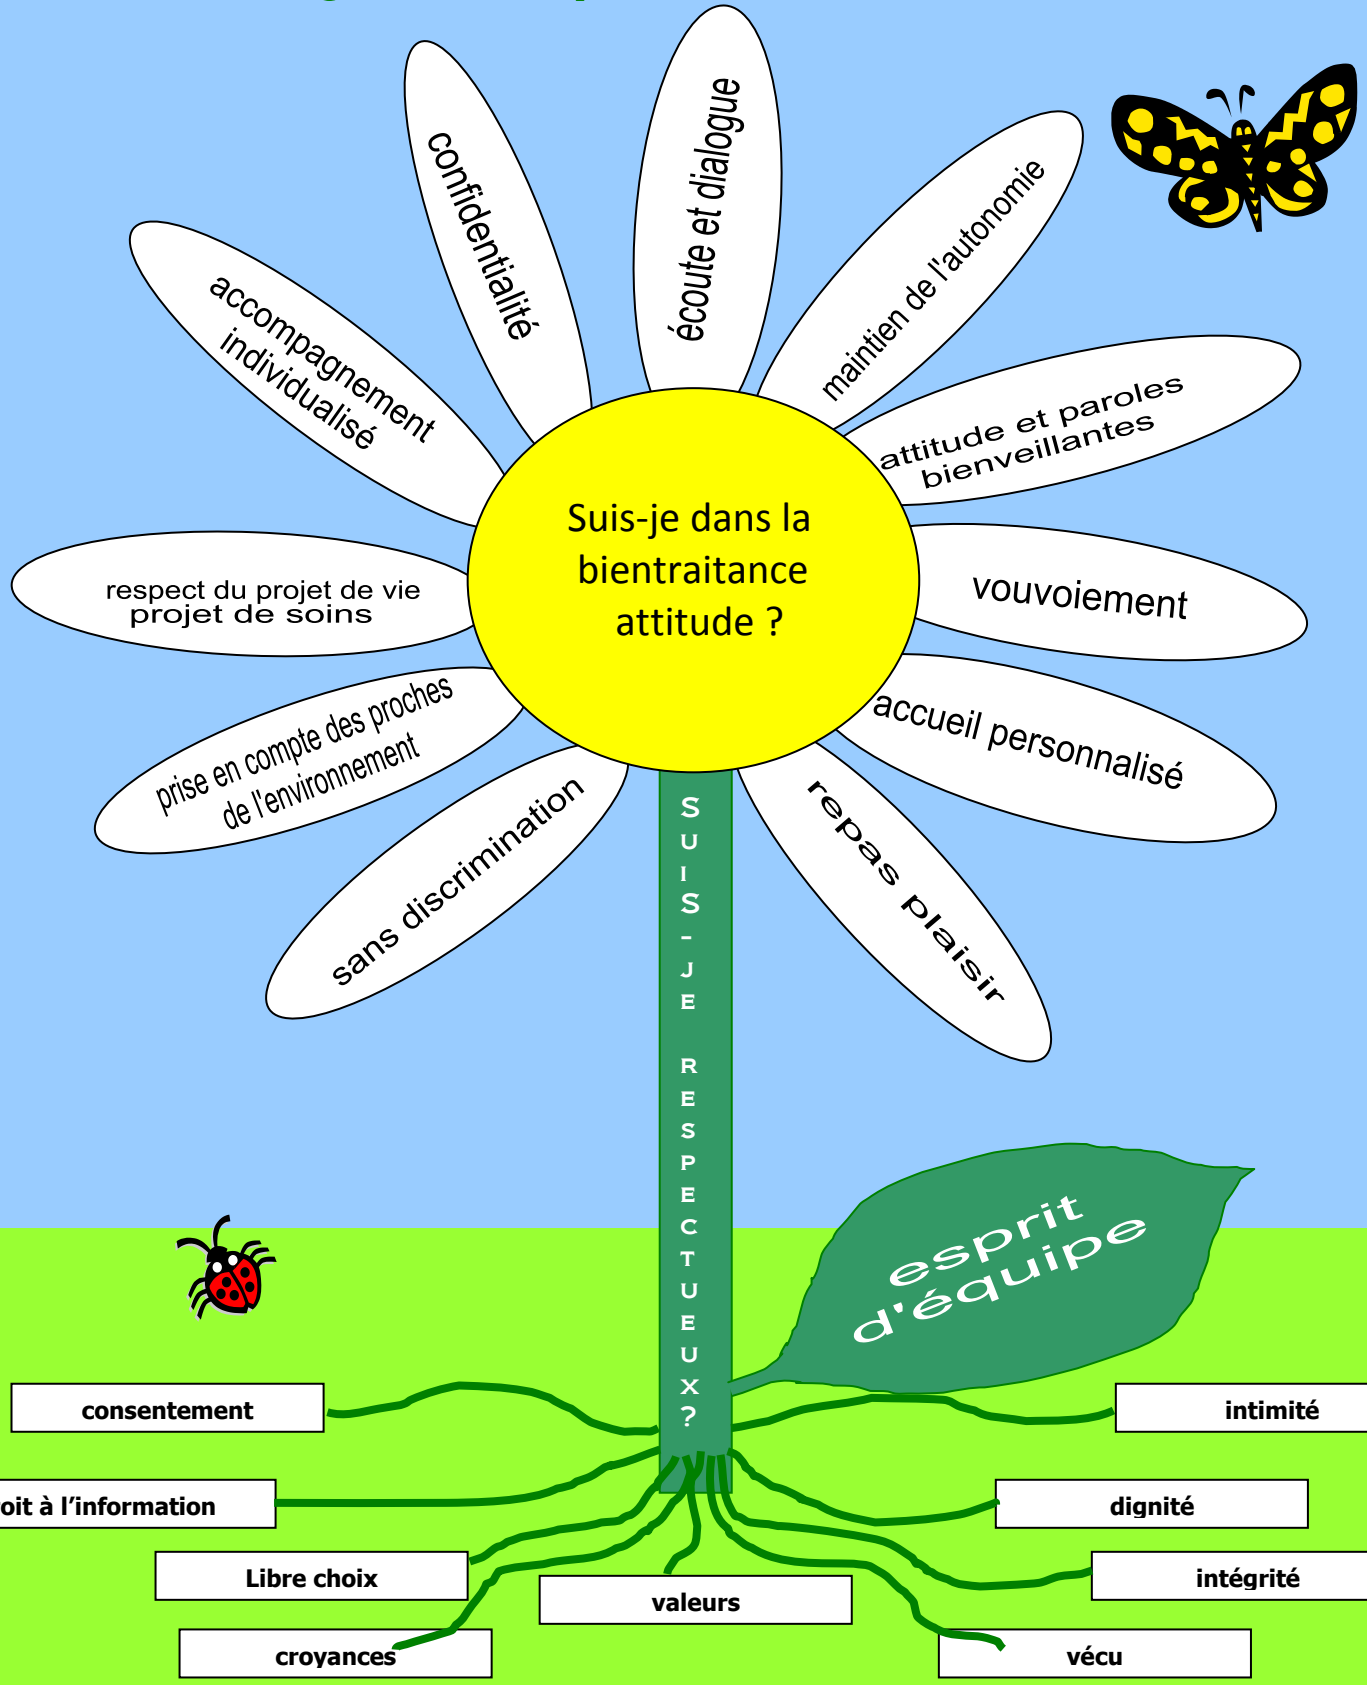 écoute et dialogue
confidentialité
maintien de l'autonomie
accompagnement
individualisé
attitude et paroles
bienveillantes
Suis-je dans la
bientraitance
attitude ?
respect du projet de vie
projet de soins
vouvoiement
prise en compte des proches
de l'environnement
accueil personnalisé
sans discrimination
repas plaisir
SUIS-JE RESPECTUEUX?
esprit
d'équipe
consentement
intimité
oit à l’information
dignité
Libre choix
intégrité
valeurs
croyances
vécu